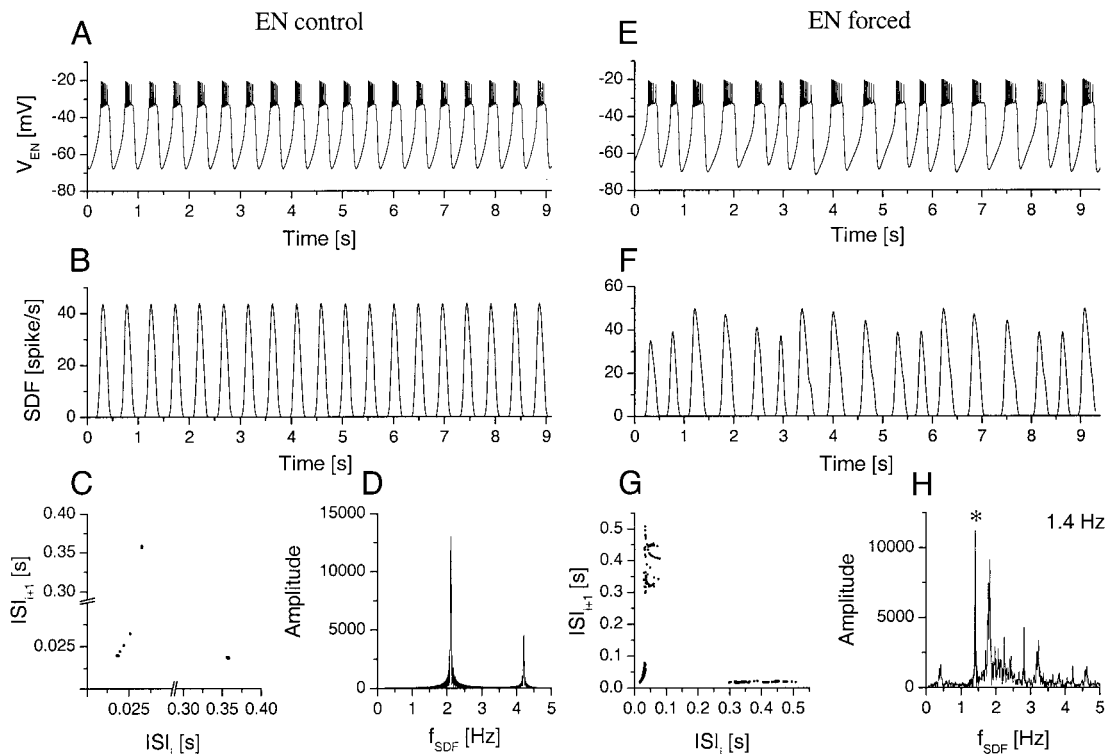 EN control
EN forced
A
-20
-40
-60
-80
V_EN [mV]
0 1 2 3 4 5 6 7 8 9
Time [s]
E
-20
-40
-60
-80
0 1 2 3 4 5 6 7 8 9
Time [s]
B
40
20
0
SDF [spike/s]
0 1 2 3 4 5 6 7 8 9
Time [s]
F
60
40
20
0
0 1 2 3 4 5 6 7 8 9
Time [s]
C
0.40
0.35
0.30
0.025
ISI_i+1 [s]
0.025 0.30 0.35 0.40
ISI_i [s]
D
15000
10000
5000
0
Amplitude
0 1 2 3 4 5
f_SDF [Hz]
G
0.5
0.4
0.3
0.2
0.1
0.0
ISI_i+1 [s]
0.0 0.1 0.2 0.3 0.4 0.5
ISI_i [s]
H
* 1.4 Hz
10000
5000
0
Amplitude
0 1 2 3 4 5
f_SDF [Hz]